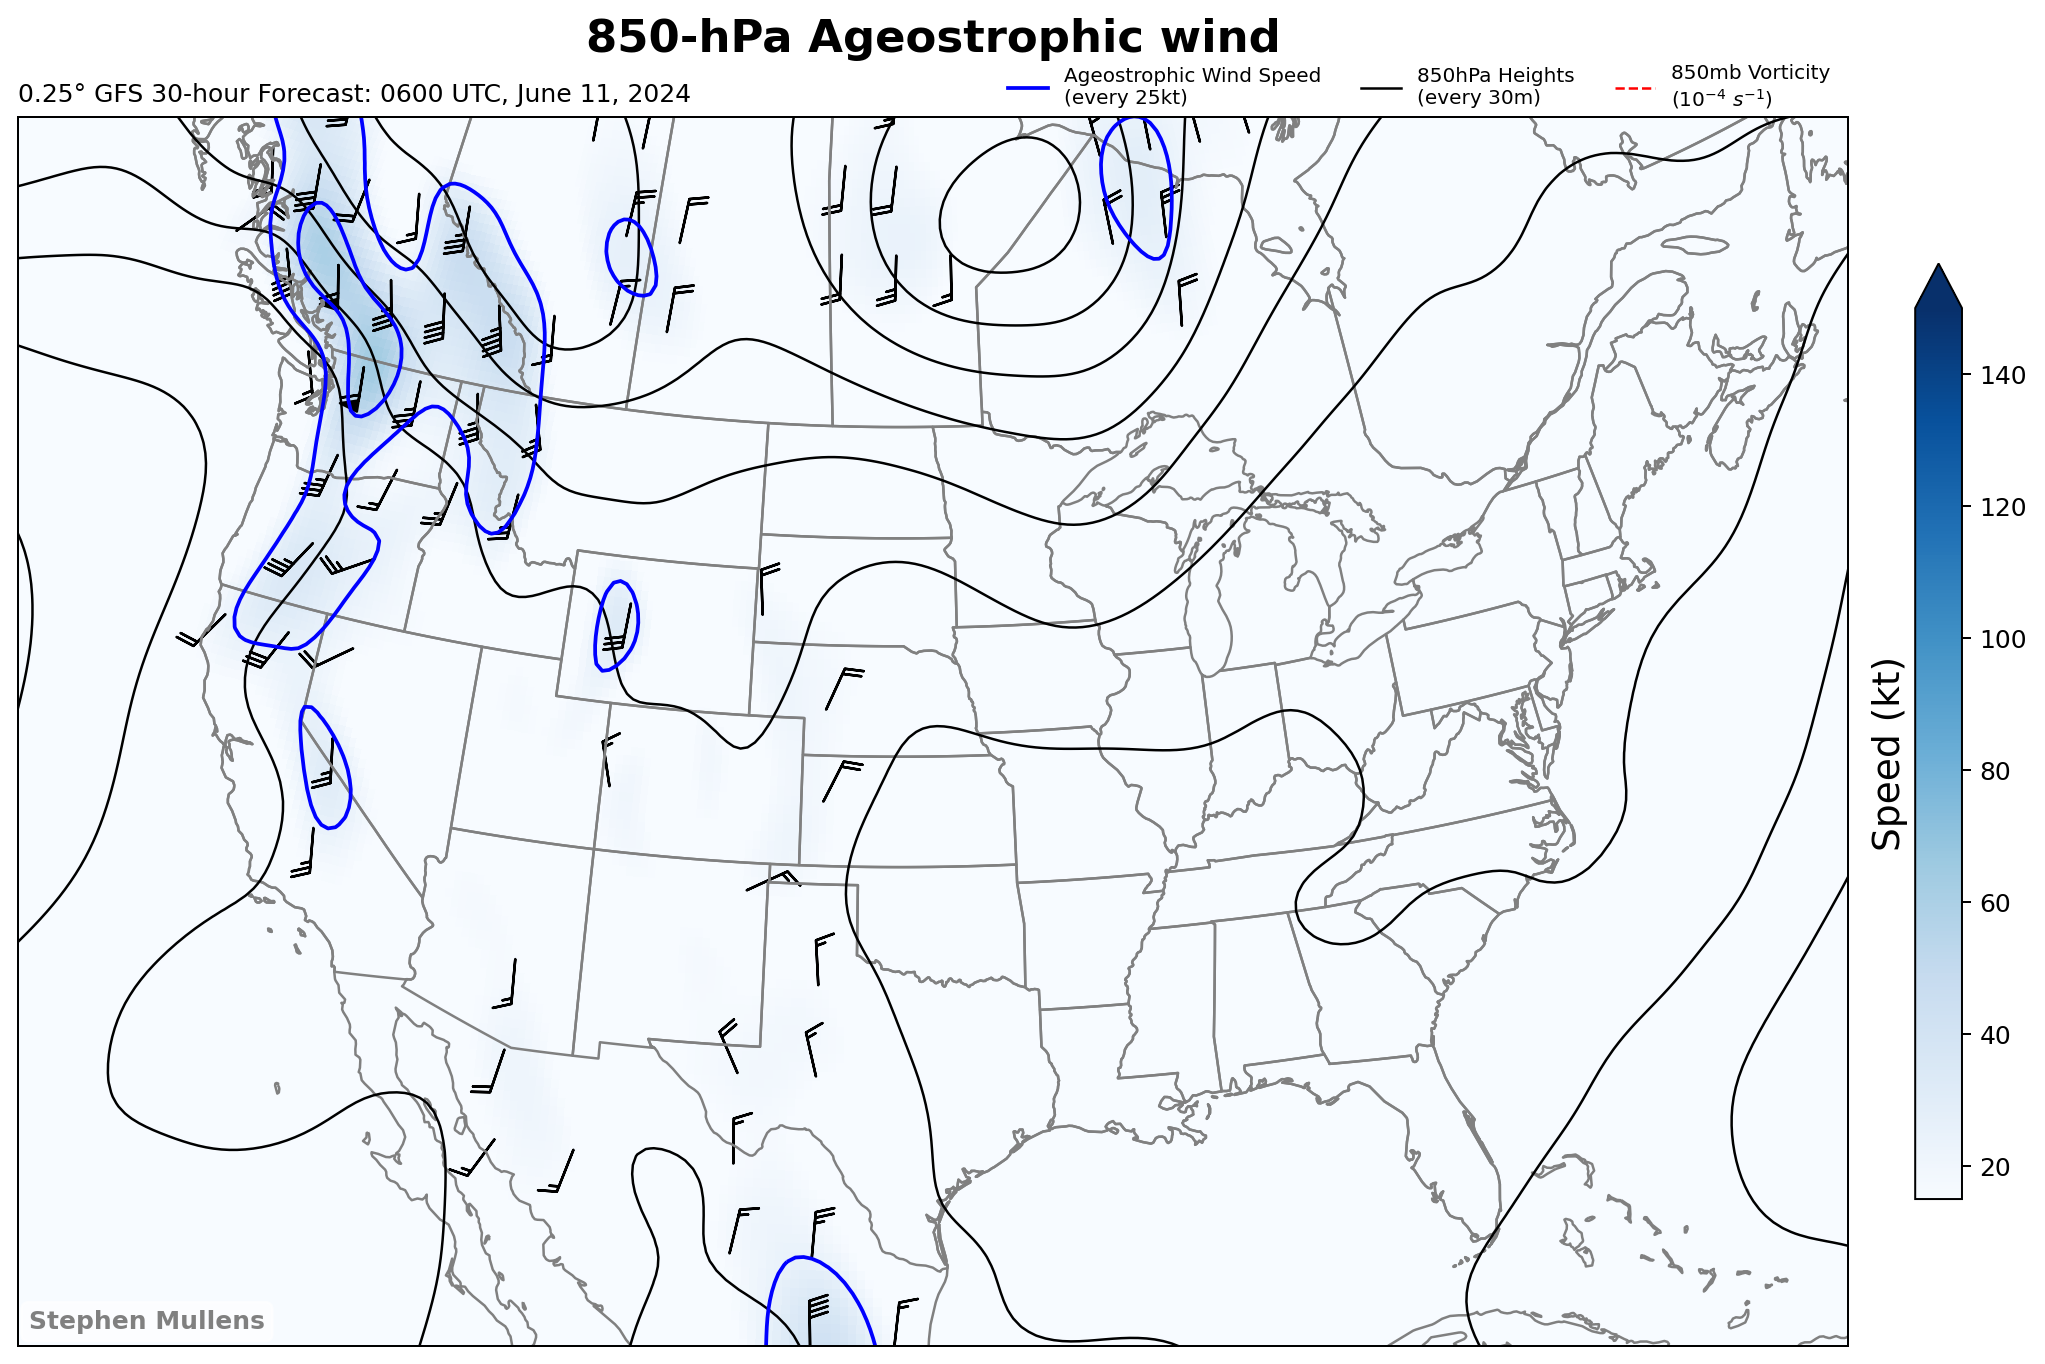 850-hPa Ageostrophic wind
0.25° GFS 30-hour Forecast: 0600 UTC, June 11, 2024
Ageostrophic Wind Speed
(every 25kt)
850hPa Heights
(every 30m)
850mb Vorticity
(10⁻⁴ s⁻¹)
140
120
100
80
60
40
20
Speed (kt)
Stephen Mullens